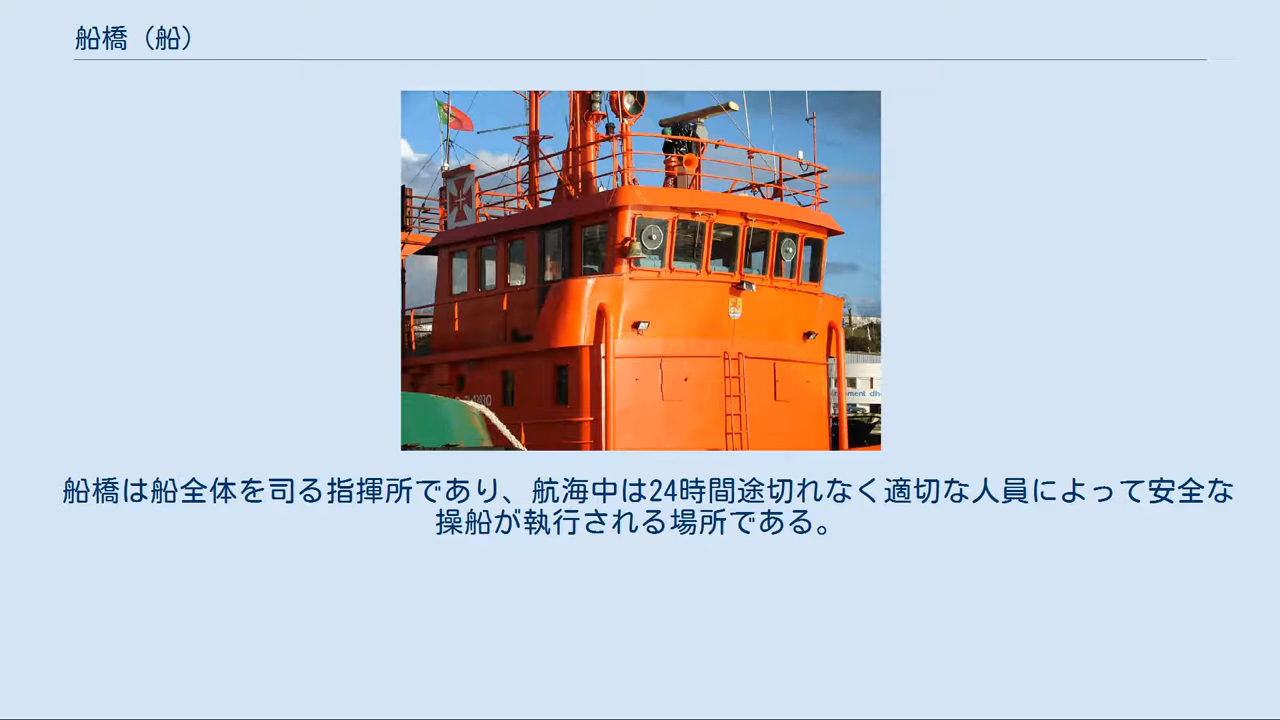 船橋（船）
船橋は船全体を司る指揮所であり、航海中は24時間途切れなく適切な人員によって安全な
操船が執行される場所である。